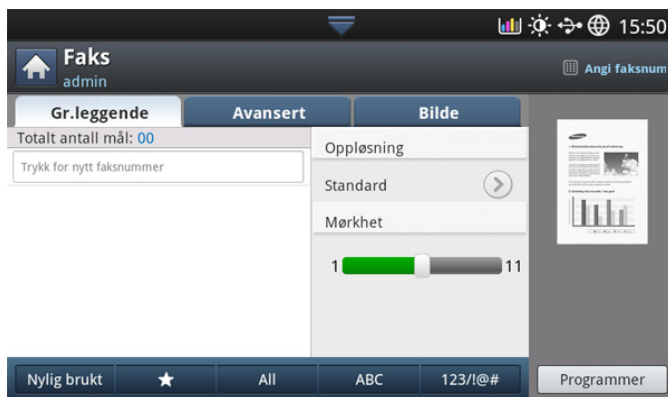 15:50
Faks
admin
Angi faksnum
Gr.leggende
Avansert
Bilde
Totalt antall mål: 00
Trykk for nytt faksnummer
Oppløsning
Standard
Mørkhet
1
11
Nylig brukt
All
ABC
123/!@#
Programmer